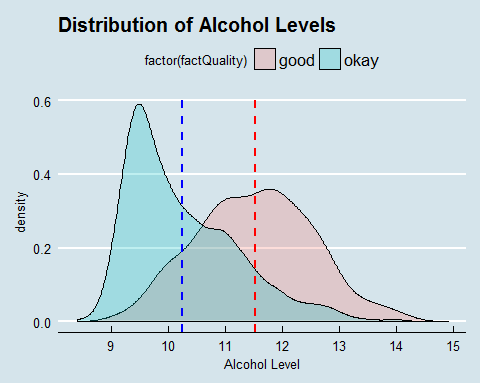 Distribution of Alcohol Levels
factor(factQuality) good okay
0.6
0.4
0.2
0.0
density
9 10 11 12 13 14 15
Alcohol Level